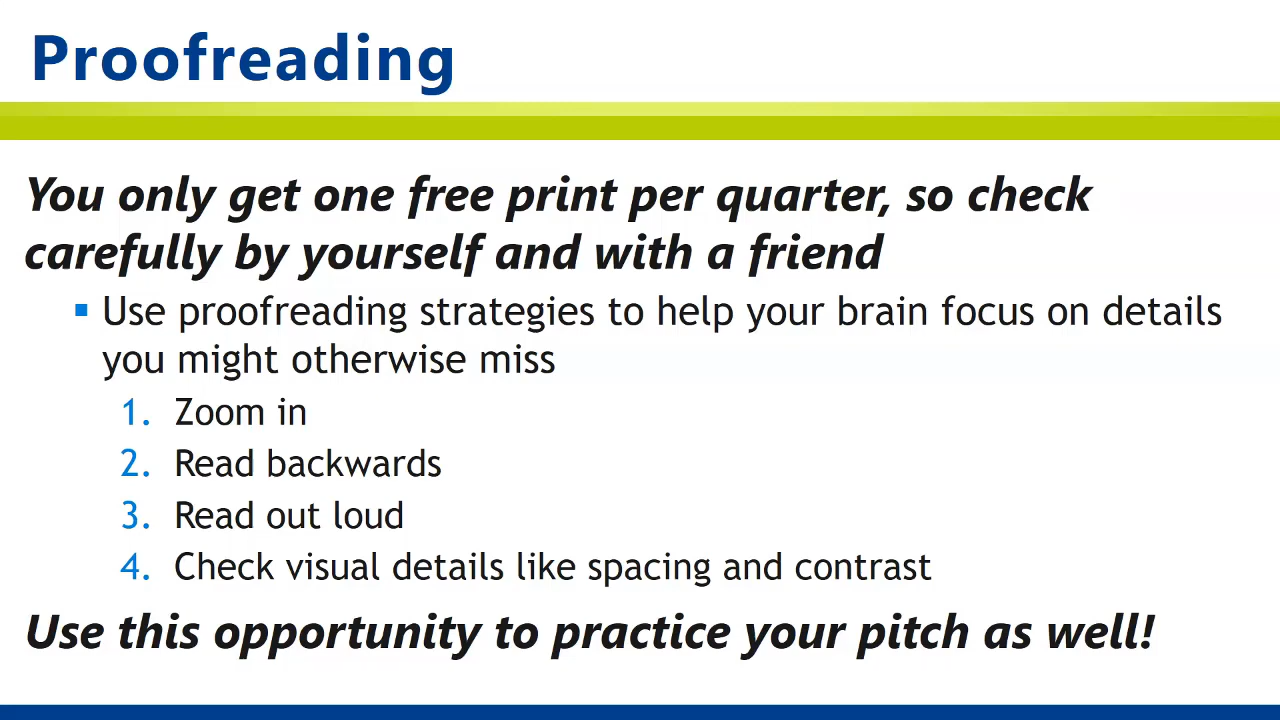 Proofreading
You only get one free print per quarter, so check
carefully by yourself and with a friend
▪ Use proofreading strategies to help your brain focus on details
you might otherwise miss
1. Zoom in
2. Read backwards
3. Read out loud
4. Check visual details like spacing and contrast
Use this opportunity to practice your pitch as well!